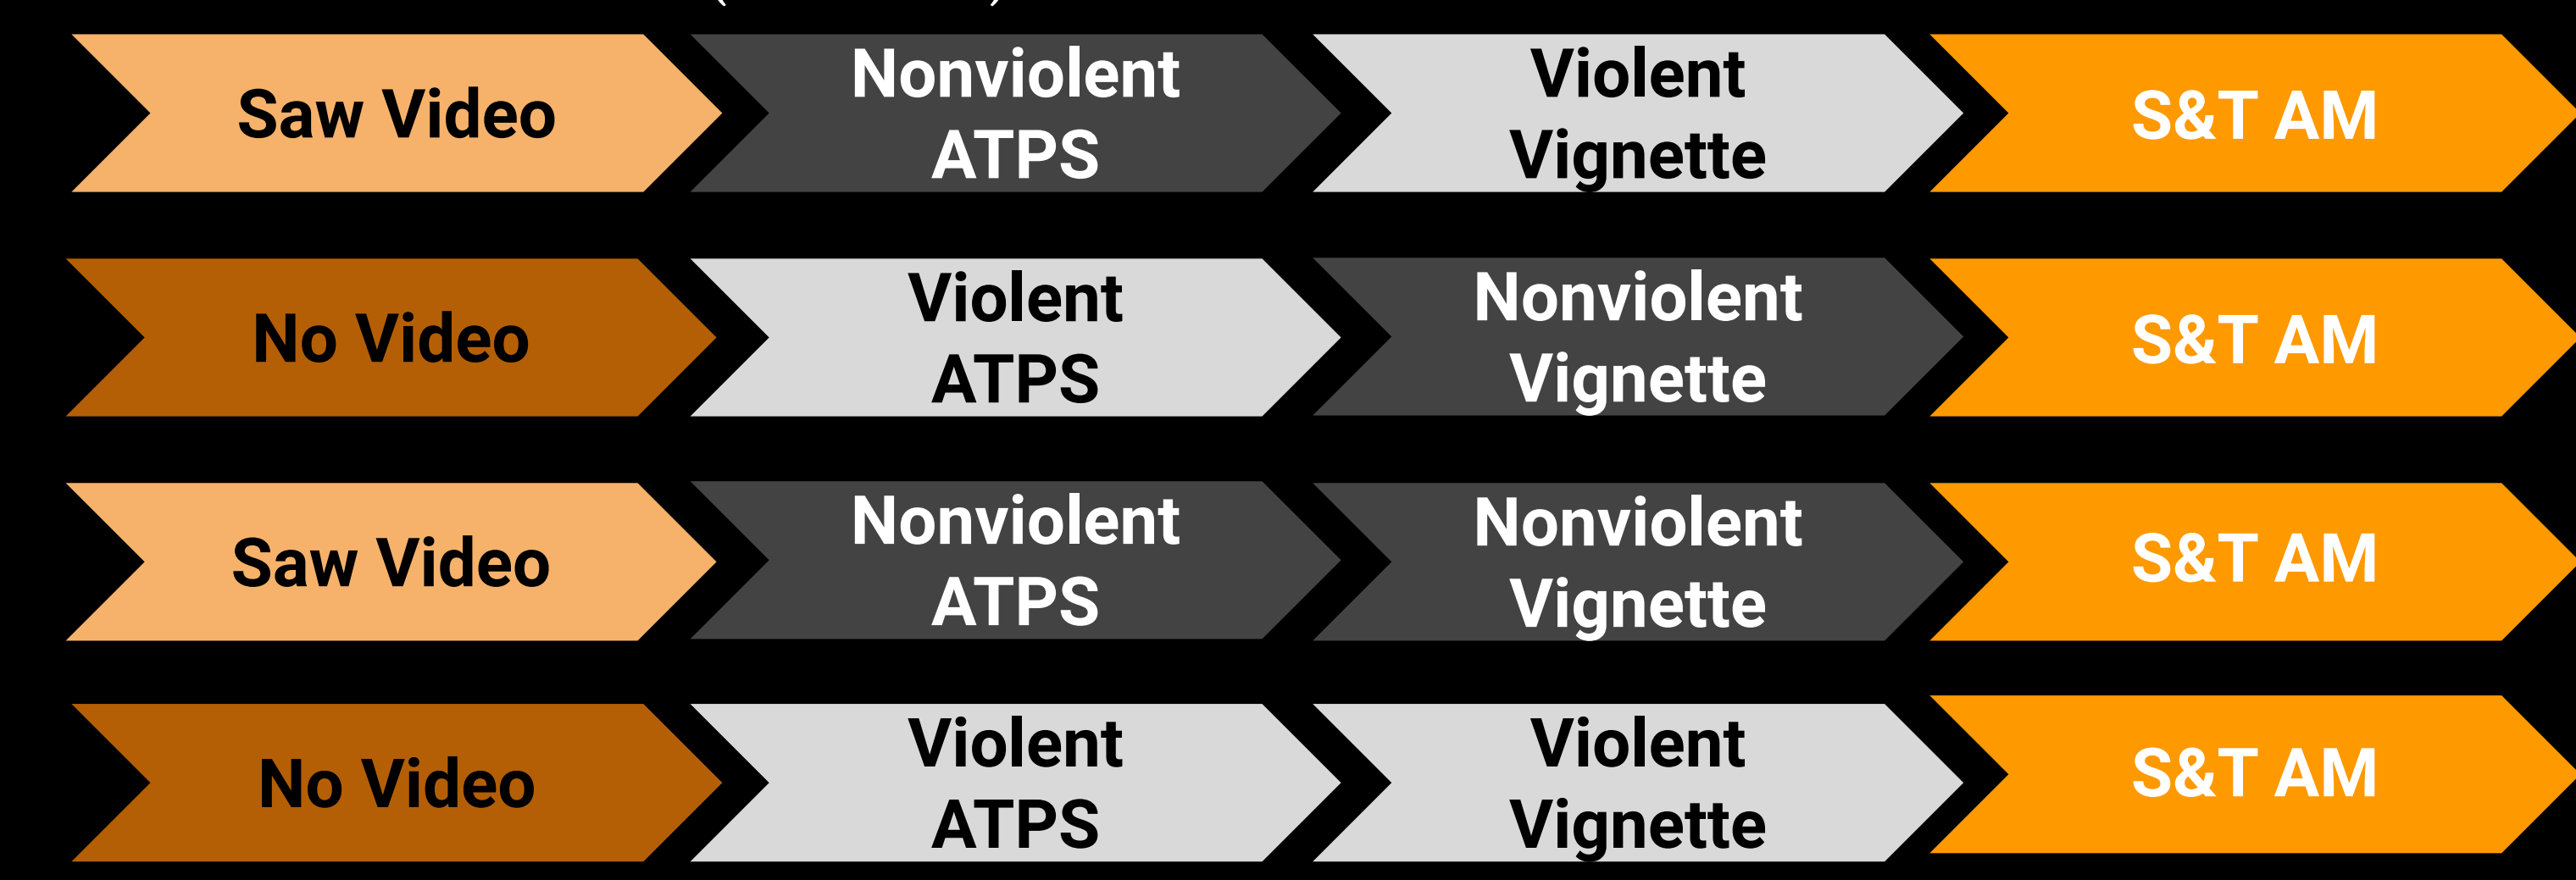 Saw Video
Nonviolent
ATPS
Violent
Vignette
S&T AM
No Video
Violent
ATPS
Nonviolent
Vignette
S&T AM
Saw Video
Nonviolent
ATPS
Nonviolent
Vignette
S&T AM
No Video
Violent
ATPS
Violent
Vignette
S&T AM